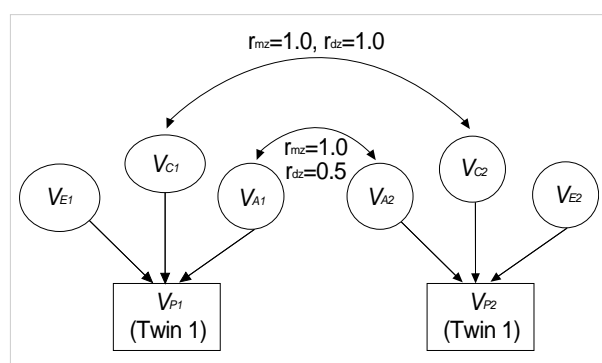 rmz=1.0, rdz=1.0
rmz=1.0
rdz=0.5
VE1
VC1
VA1
VA2
VC2
VE2
VP1
(Twin 1)
VP2
(Twin 1)